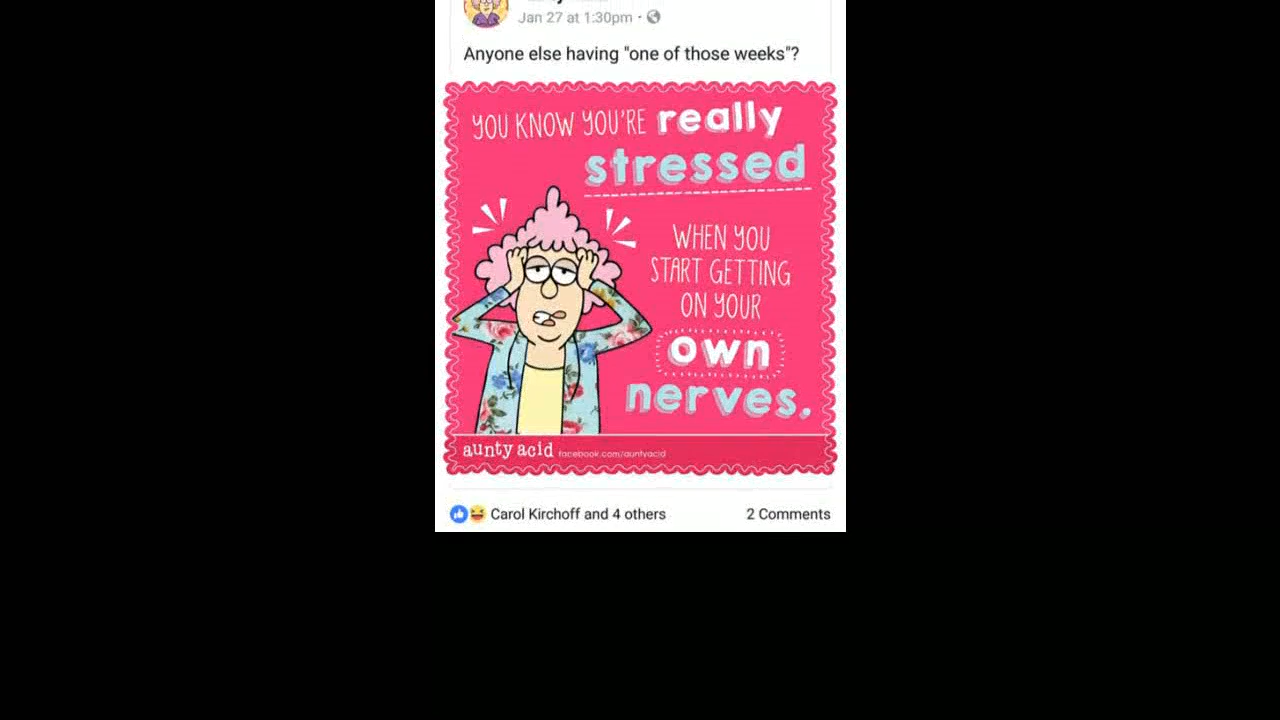 Jan 27 at 1:30pm
Anyone else having "one of those weeks"?
YOU KNOW YOU'RE really
stressed
WHEN YOU
START GETTING
ON YOUR
own
nerves.
aunty acid facebook.com/auntyacid
Carol Kirchoff and 4 others 2 Comments